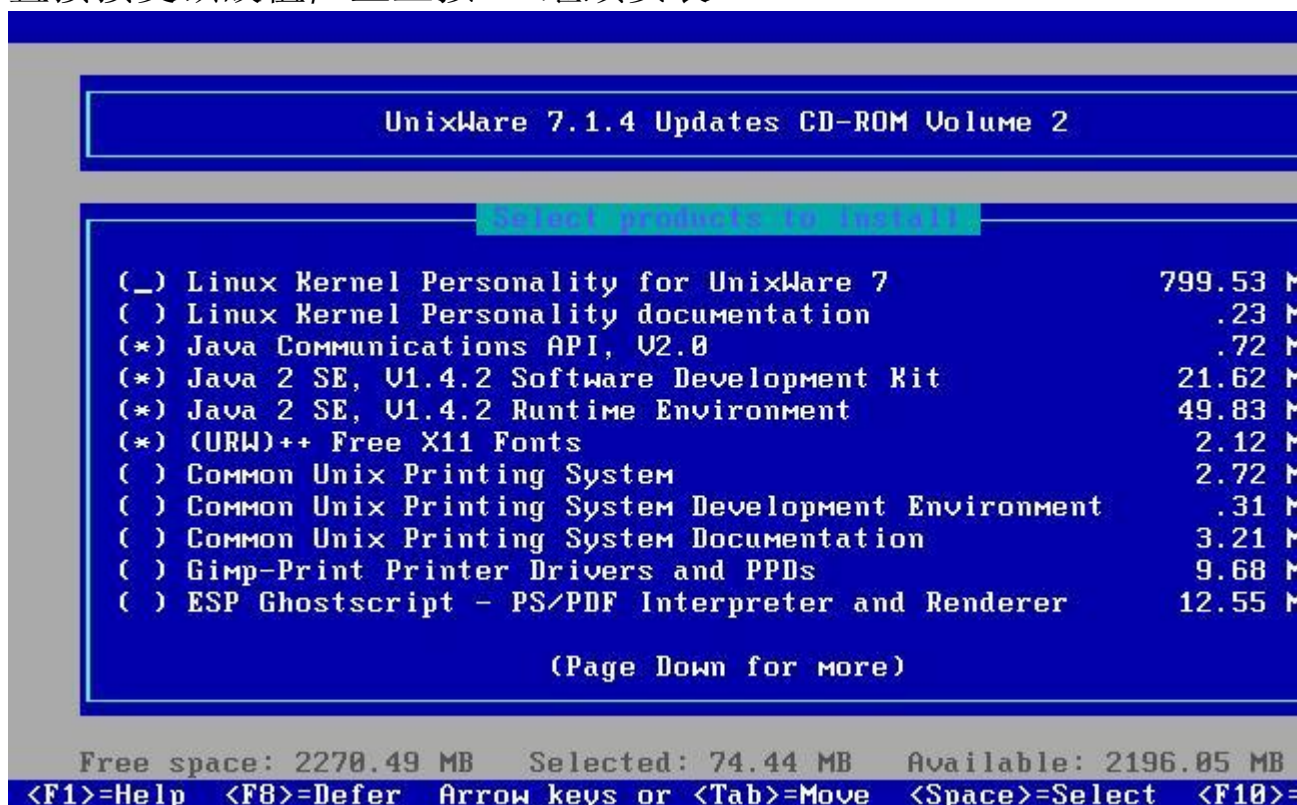 UnixWare 7.1.4 Updates CD-ROM Volume 2
Select products to install
(_) Linux Kernel Personality for UnixWare 7 799.53 M
( ) Linux Kernel Personality documentation .23 M
(*) Java Communications API, V2.0 .72 M
(*) Java 2 SE, V1.4.2 Software Development Kit 21.62 M
(*) Java 2 SE, V1.4.2 Runtime Environment 49.83 M
(*) (URW)++ Free X11 Fonts 2.12 M
( ) Common Unix Printing System 2.72 M
( ) Common Unix Printing System Development Environment .31 M
( ) Common Unix Printing System Documentation 3.21 M
( ) Gimp-Print Printer Drivers and PPDs 9.68 M
( ) ESP Ghostscript - PS/PDF Interpreter and Renderer 12.55 M
(Page Down for more)
Free space: 2270.49 MB Selected: 74.44 MB Available: 2196.05 MB
<F1>=Help <F8>=Defer Arrow keys or <Tab>=Move <Space>=Select <F10>=